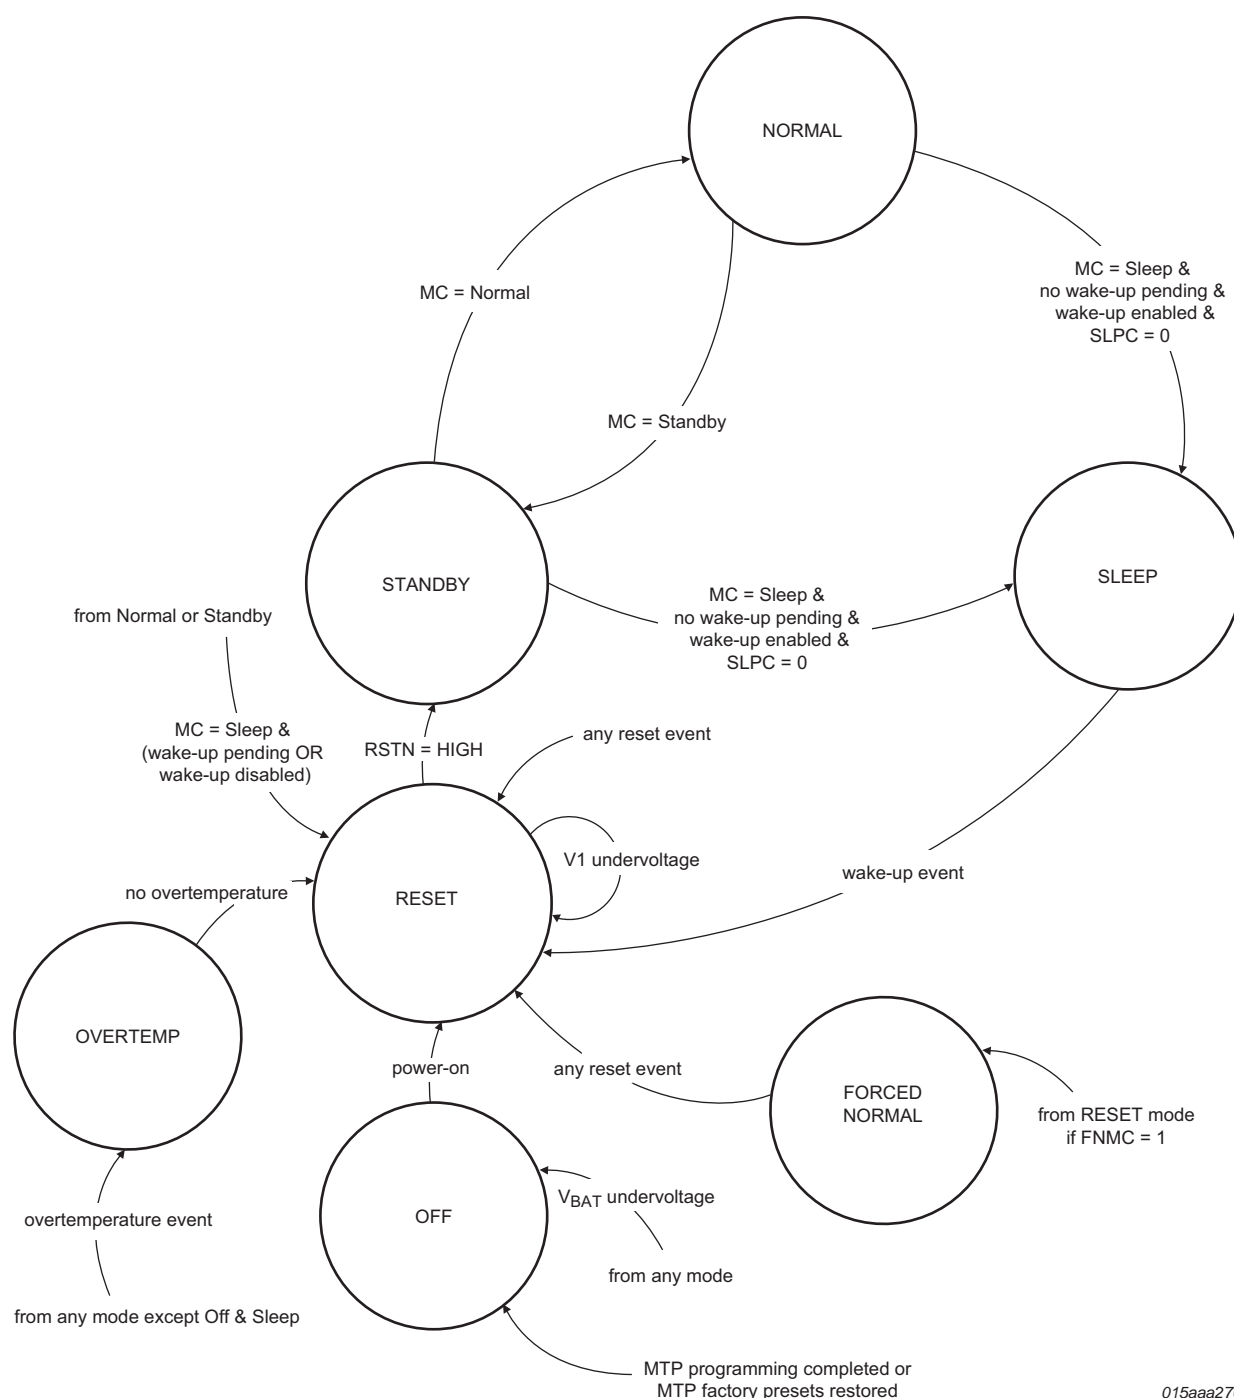 NORMAL
MC = Sleep &
no wake-up pending &
wake-up enabled &
SLPC = 0
MC = Normal
MC = Standby
STANDBY
SLEEP
MC = Sleep &
no wake-up pending &
wake-up enabled &
SLPC = 0
from Normal or Standby
MC = Sleep &
(wake-up pending OR
wake-up disabled)
RSTN = HIGH
any reset event
V1 undervoltage
wake-up event
no overtemperature
RESET
OVERTEMP
power-on
any reset event
FORCED
NORMAL
from RESET mode
if FNMC = 1
VBAT undervoltage
OFF
overtemperature event
from any mode
from any mode except Off & Sleep
MTP programming completed or
MTP factory presets restored